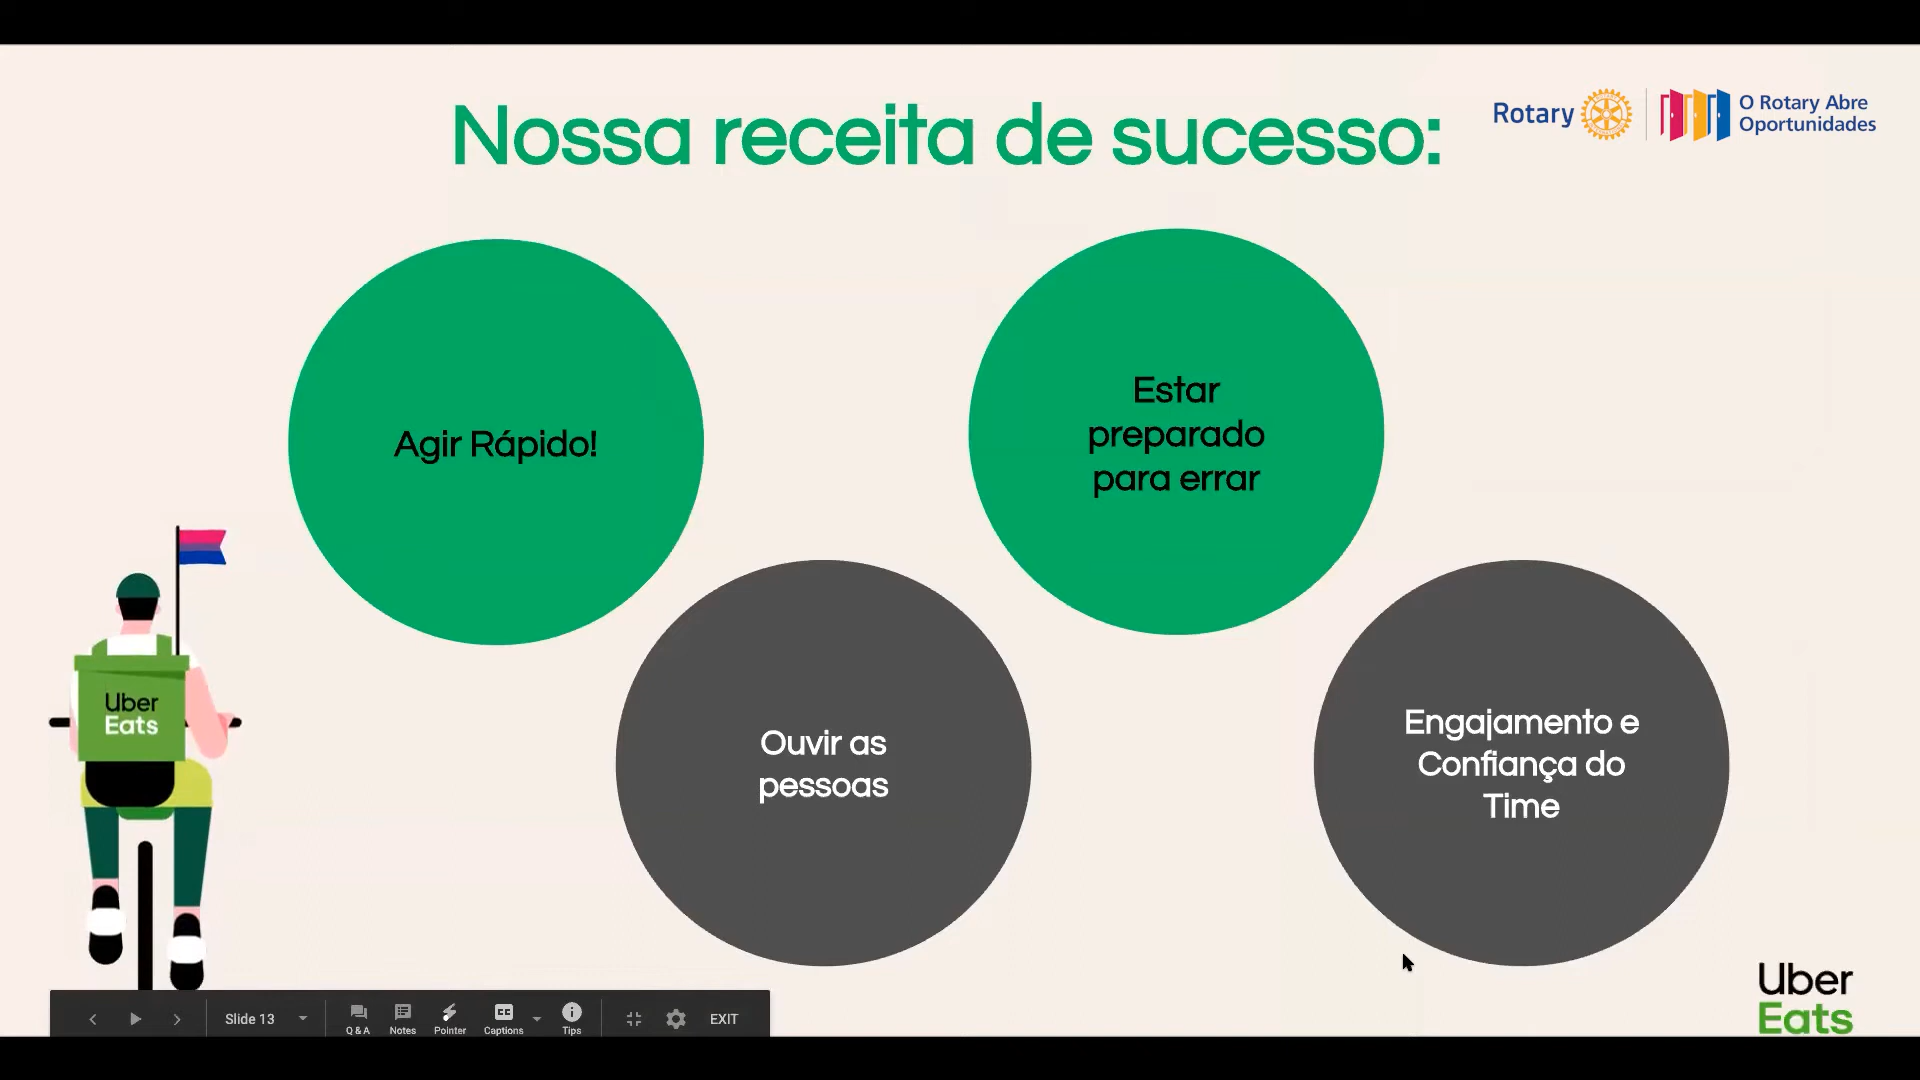 Nossa receita de sucesso:
Rotary
O Rotary Abre
Oportunidades
Agir Rápido!
Estar
preparado
para errar
Ouvir as
pessoas
Engajamento e
Confiança do
Time
Uber
Eats
Slide 13
Q & A
Notes
Pointer
CC
Captions
Tips
EXIT
Uber
Eats